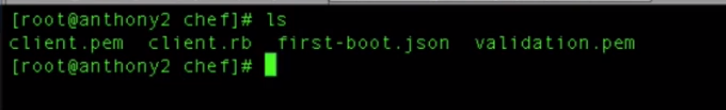 [root@anthony2 chef]# ls
client.pem  client.rb  first-boot.json  validation.pem
[root@anthony2 chef]#